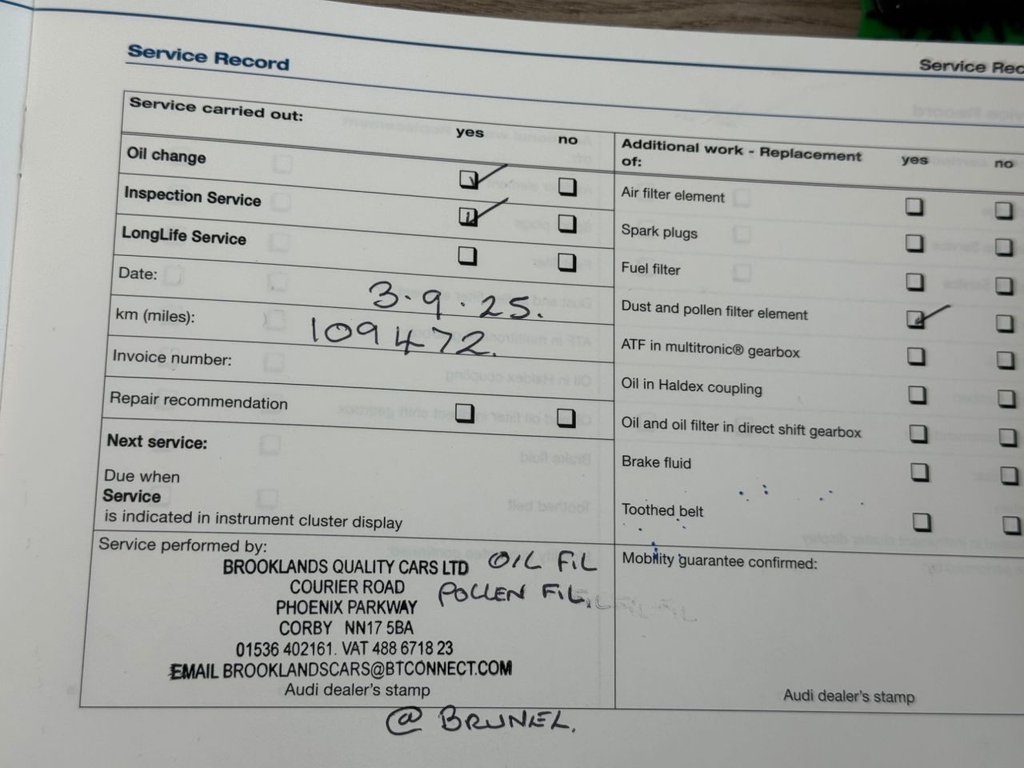 Service Record
Service Rec
Service carried out:
yes no
Oil change
Inspection Service
LongLife Service
Date: 3.9.25.
km (miles): 109472.
Invoice number:
Repair recommendation
Next service:
Due when
Service
is indicated in instrument cluster display
Service performed by:
BROOKLANDS QUALITY CARS LTD OIL FIL
COURIER ROAD
PHOENIX PARKWAY POLLEN FIL.
CORBY NN17 5BA
01536 402161. VAT 488 6718 23
EMAIL BROOKLANDSCARS@BTCONNECT.COM
Audi dealer's stamp
@ BRUNEL.
Additional work - Replacement of:
yes no
Air filter element
Spark plugs
Fuel filter
Dust and pollen filter element
ATF in multitronic® gearbox
Oil in Haldex coupling
Oil and oil filter in direct shift gearbox
Brake fluid
Toothed belt
Mobility guarantee confirmed:
Audi dealer's stamp